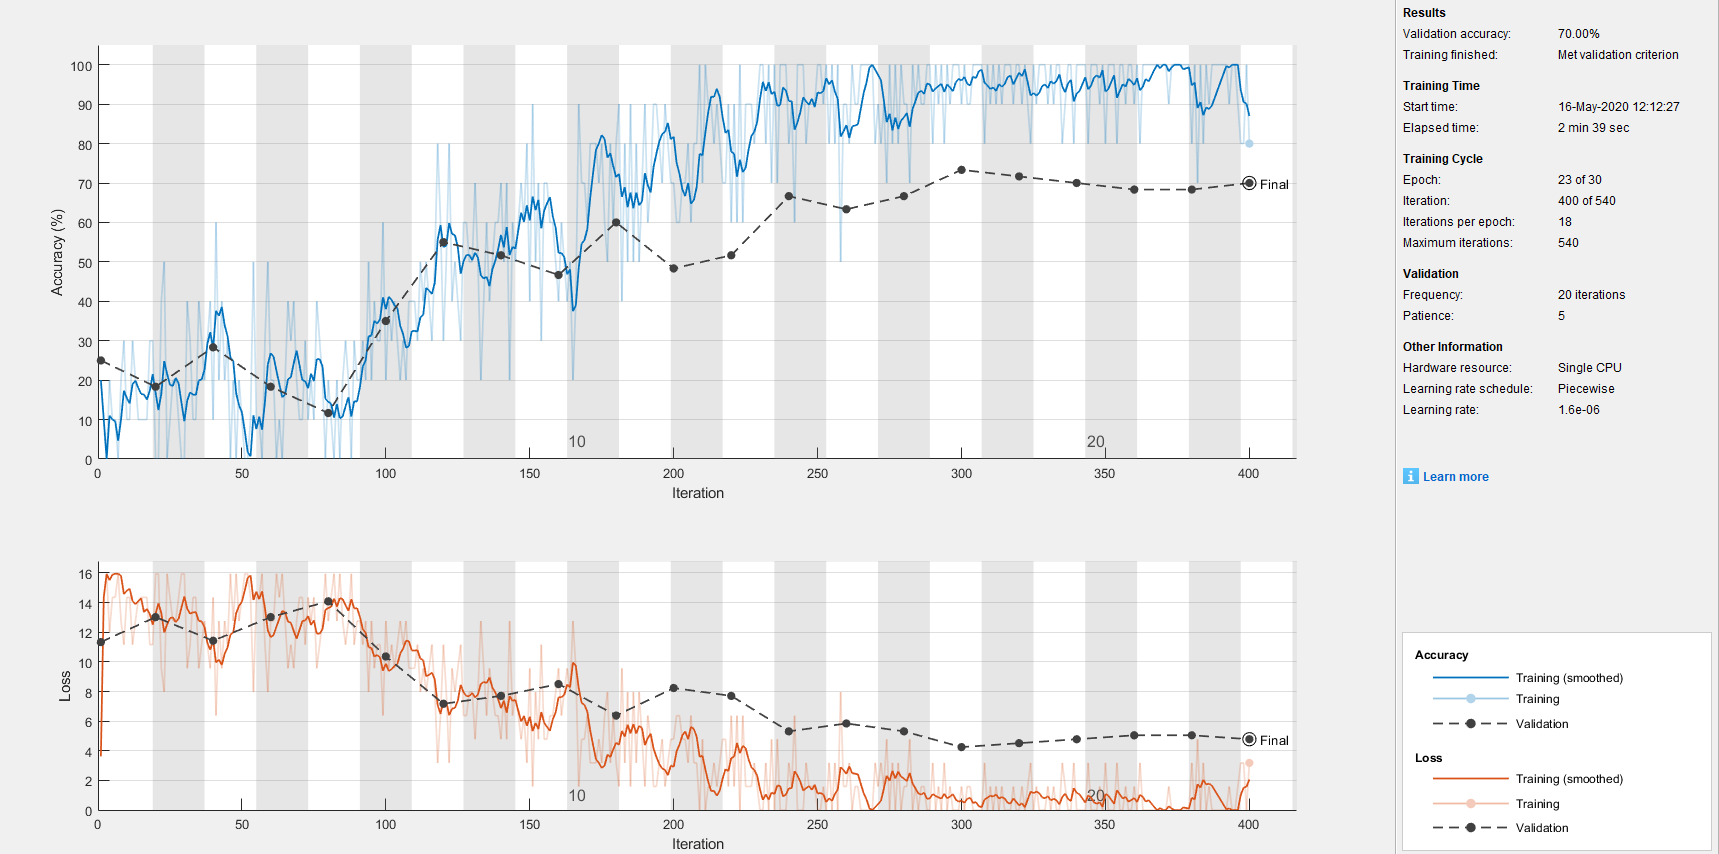 100
90
80
70
60
50
40
30
20
10
0
Accuracy (%)
Final
10
20
0
50
100
150
200
250
300
350
400
Iteration
16
14
12
10
8
6
4
2
0
Loss
Final
10
20
0
50
100
150
200
250
300
350
400
Iteration
Results
Validation accuracy: 70.00%
Training finished: Met validation criterion
Training Time
Start time: 16-May-2020 12:12:27
Elapsed time: 2 min 39 sec
Training Cycle
Epoch: 23 of 30
Iteration: 400 of 540
Iterations per epoch: 18
Maximum iterations: 540
Validation
Frequency: 20 iterations
Patience: 5
Other Information
Hardware resource: Single CPU
Learning rate schedule: Piecewise
Learning rate: 1.6e-06
i Learn more
Accuracy
Training (smoothed)
Training
Validation
Loss
Training (smoothed)
Training
Validation